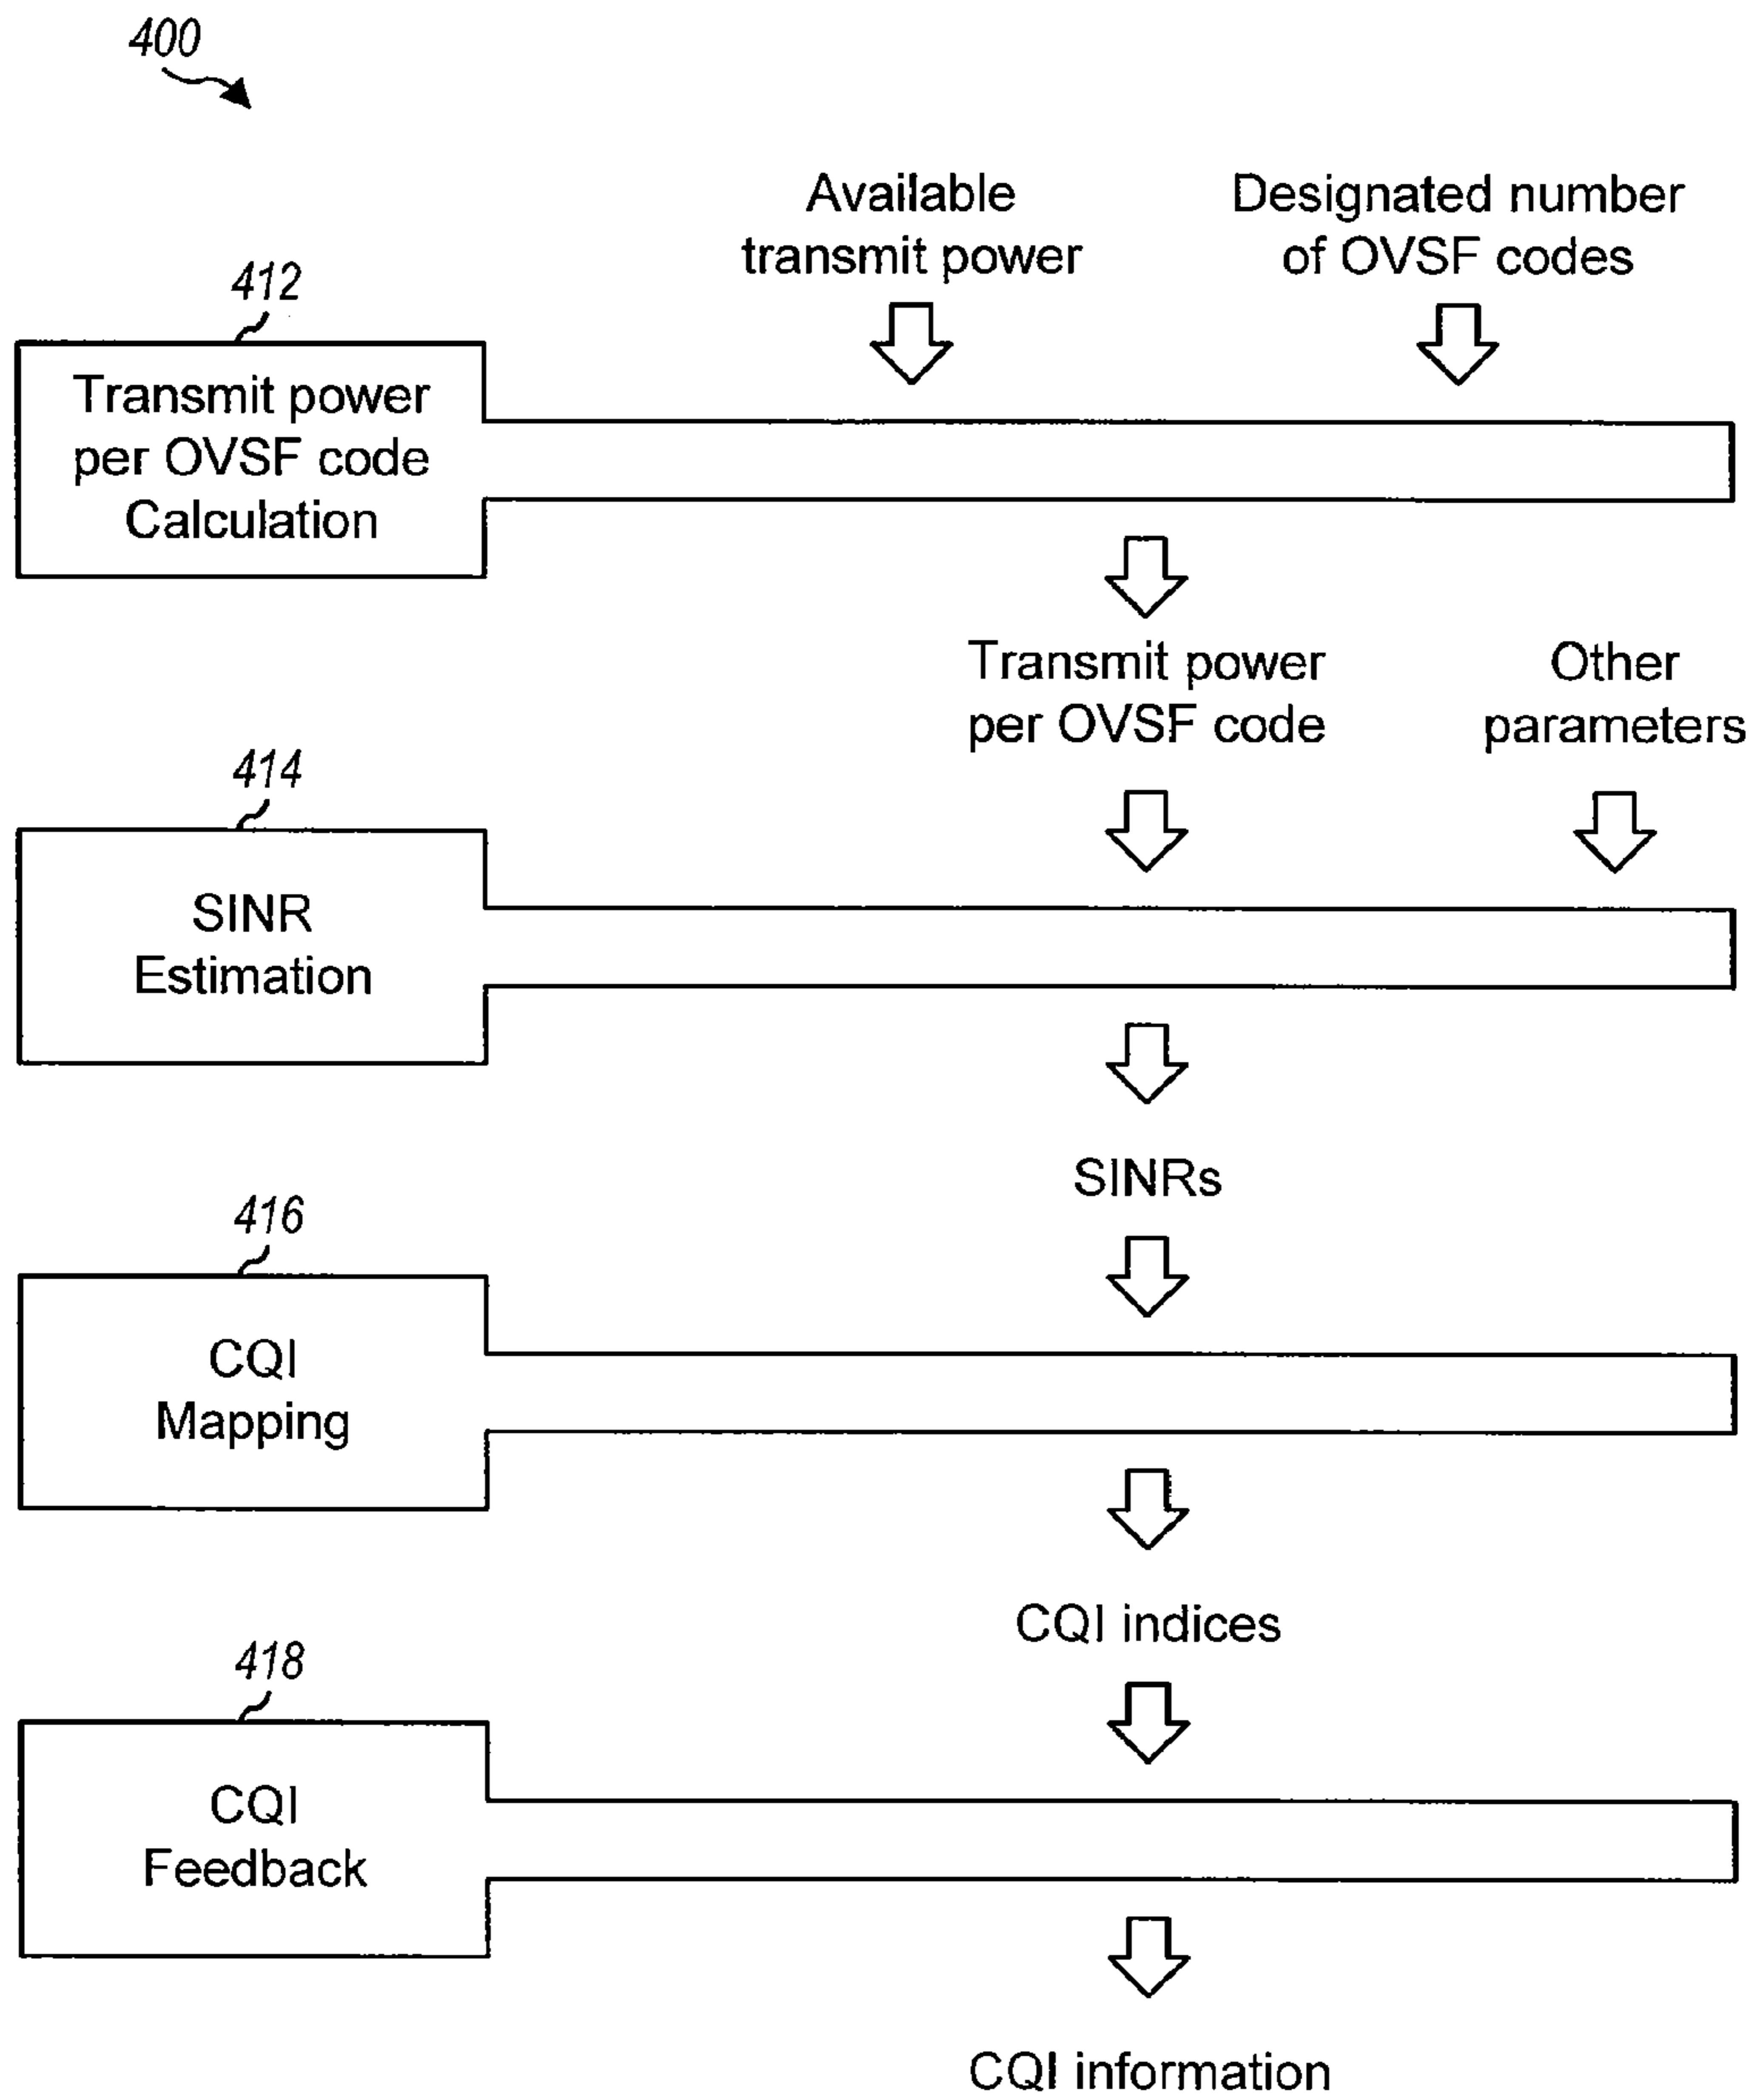 400
Available
transmit power
Designated number
of OVSF codes
412
Transmit power
per OVSF code
Calculation
Transmit power
per OVSF code
Other
parameters
414
SINR
Estimation
SINRs
416
CQI
Mapping
CQI indices
418
CQI
Feedback
CQI information